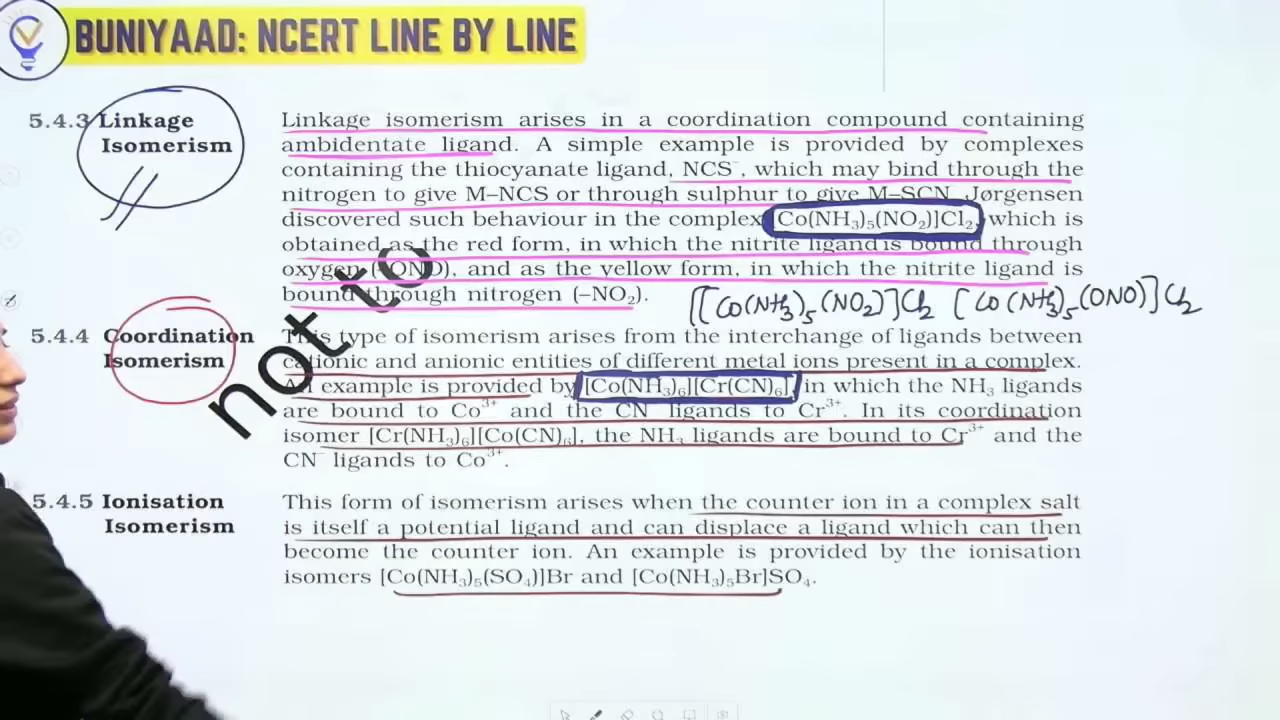 BUNIYAAD: NCERT LINE BY LINE
5.4.3 Linkage Isomerism
Linkage isomerism arises in a coordination compound containing
ambidentate ligand. A simple example is provided by complexes
containing the thiocyanate ligand, NCS⁻, which may bind through the
nitrogen to give M–NCS or through sulphur to give M–SCN. Jørgensen
discovered such behaviour in the complex [Co(NH₃)₅(NO₂)]Cl₂, which is
obtained as the red form, in which the nitrite ligand is bound through
oxygen (–ONO), and as the yellow form, in which the nitrite ligand is
bound through nitrogen (–NO₂).
[[Co(NH₃)₅(NO₂)]Cl₂ [Co(NH₃)₅(ONO)]Cl₂
5.4.4 Coordination Isomerism
This type of isomerism arises from the interchange of ligands between
cationic and anionic entities of different metal ions present in a complex.
An example is provided by [Co(NH₃)₆][Cr(CN)₆], in which the NH₃ ligands
are bound to Co³⁺ and the CN⁻ ligands to Cr³⁺. In its coordination
isomer [Cr(NH₃)₆][Co(CN)₆], the NH₃ ligands are bound to Cr³⁺ and the
CN⁻ ligands to Co³⁺.
5.4.5 Ionisation Isomerism
This form of isomerism arises when the counter ion in a complex salt
is itself a potential ligand and can displace a ligand which can then
become the counter ion. An example is provided by the ionisation
isomers [Co(NH₃)₅(SO₄)]Br and [Co(NH₃)₅Br]SO₄.
not to